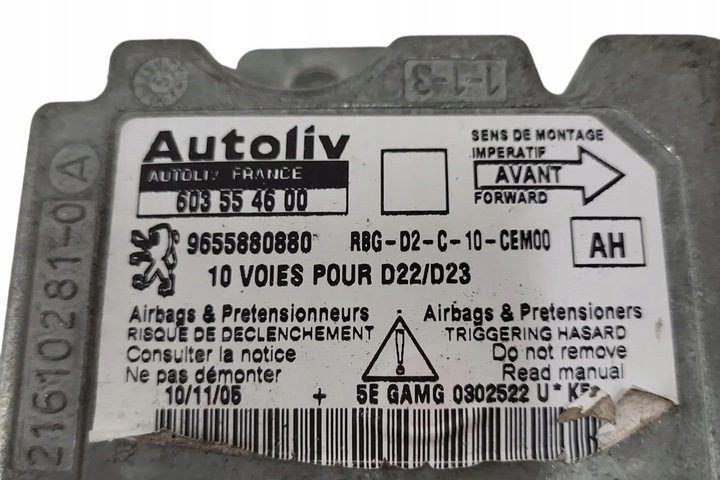 1-1-3
21610281-0 A
Autoliv
AUTOLIV FRANCE
603 55 46 00
SENS DE MONTAGE
IMPERATIF
AVANT
FORWARD
9655880880 RBG-D2-C-10-CEM00
AH
10 VOIES POUR D22/D23
Airbags & Pretensionneurs
RISQUE DE DECLENCHEMENT
Consulter la notice
Ne pas démonter
Airbags & Pretensioners
TRIGGERING HASARD
Do not remove
Read manual
10/11/05 + 5E GAMG 0302522 U*